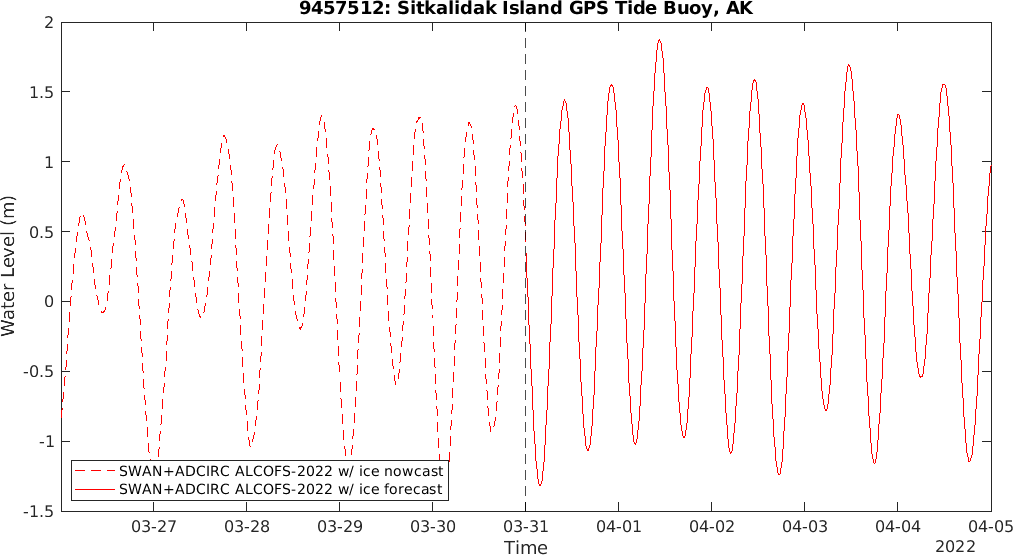 9457512: Sitkalidak Island GPS Tide Buoy, AK
2
1.5
1
0.5
0
-0.5
-1
-1.5
Water Level (m)
SWAN+ADCIRC ALCOFS-2022 w/ ice nowcast
SWAN+ADCIRC ALCOFS-2022 w/ ice forecast
03-27 03-28 03-29 03-30 03-31 04-01 04-02 04-03 04-04 04-05
Time
2022